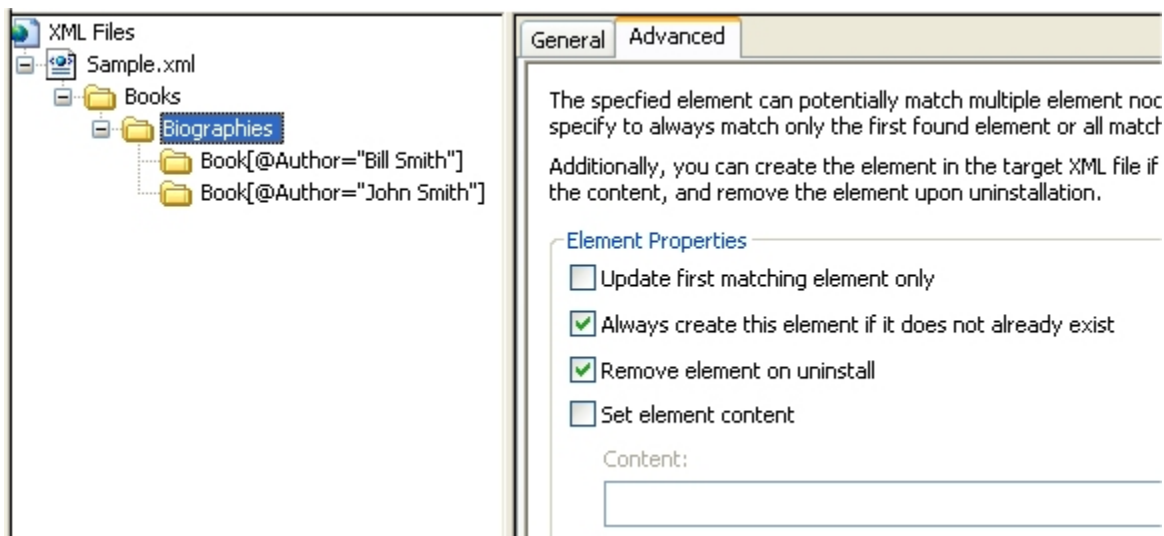 XML Files
Sample.xml
Books
Biographies
Book[@Author="Bill Smith"]
Book[@Author="John Smith"]
General
Advanced
The specfied element can potentially match multiple element
specify to always match only the first found element or all
Additionally, you can create the element in the target XML file if
the content, and remove the element upon uninstallation.
Element Properties
Update first matching element only
Always create this element if it does not already exist
Remove element on uninstall
Set element content
Content: